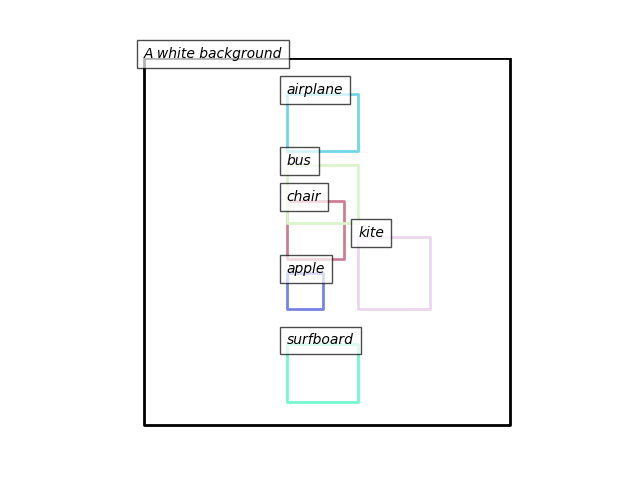 A white background
airplane
bus
chair
kite
apple
surfboard